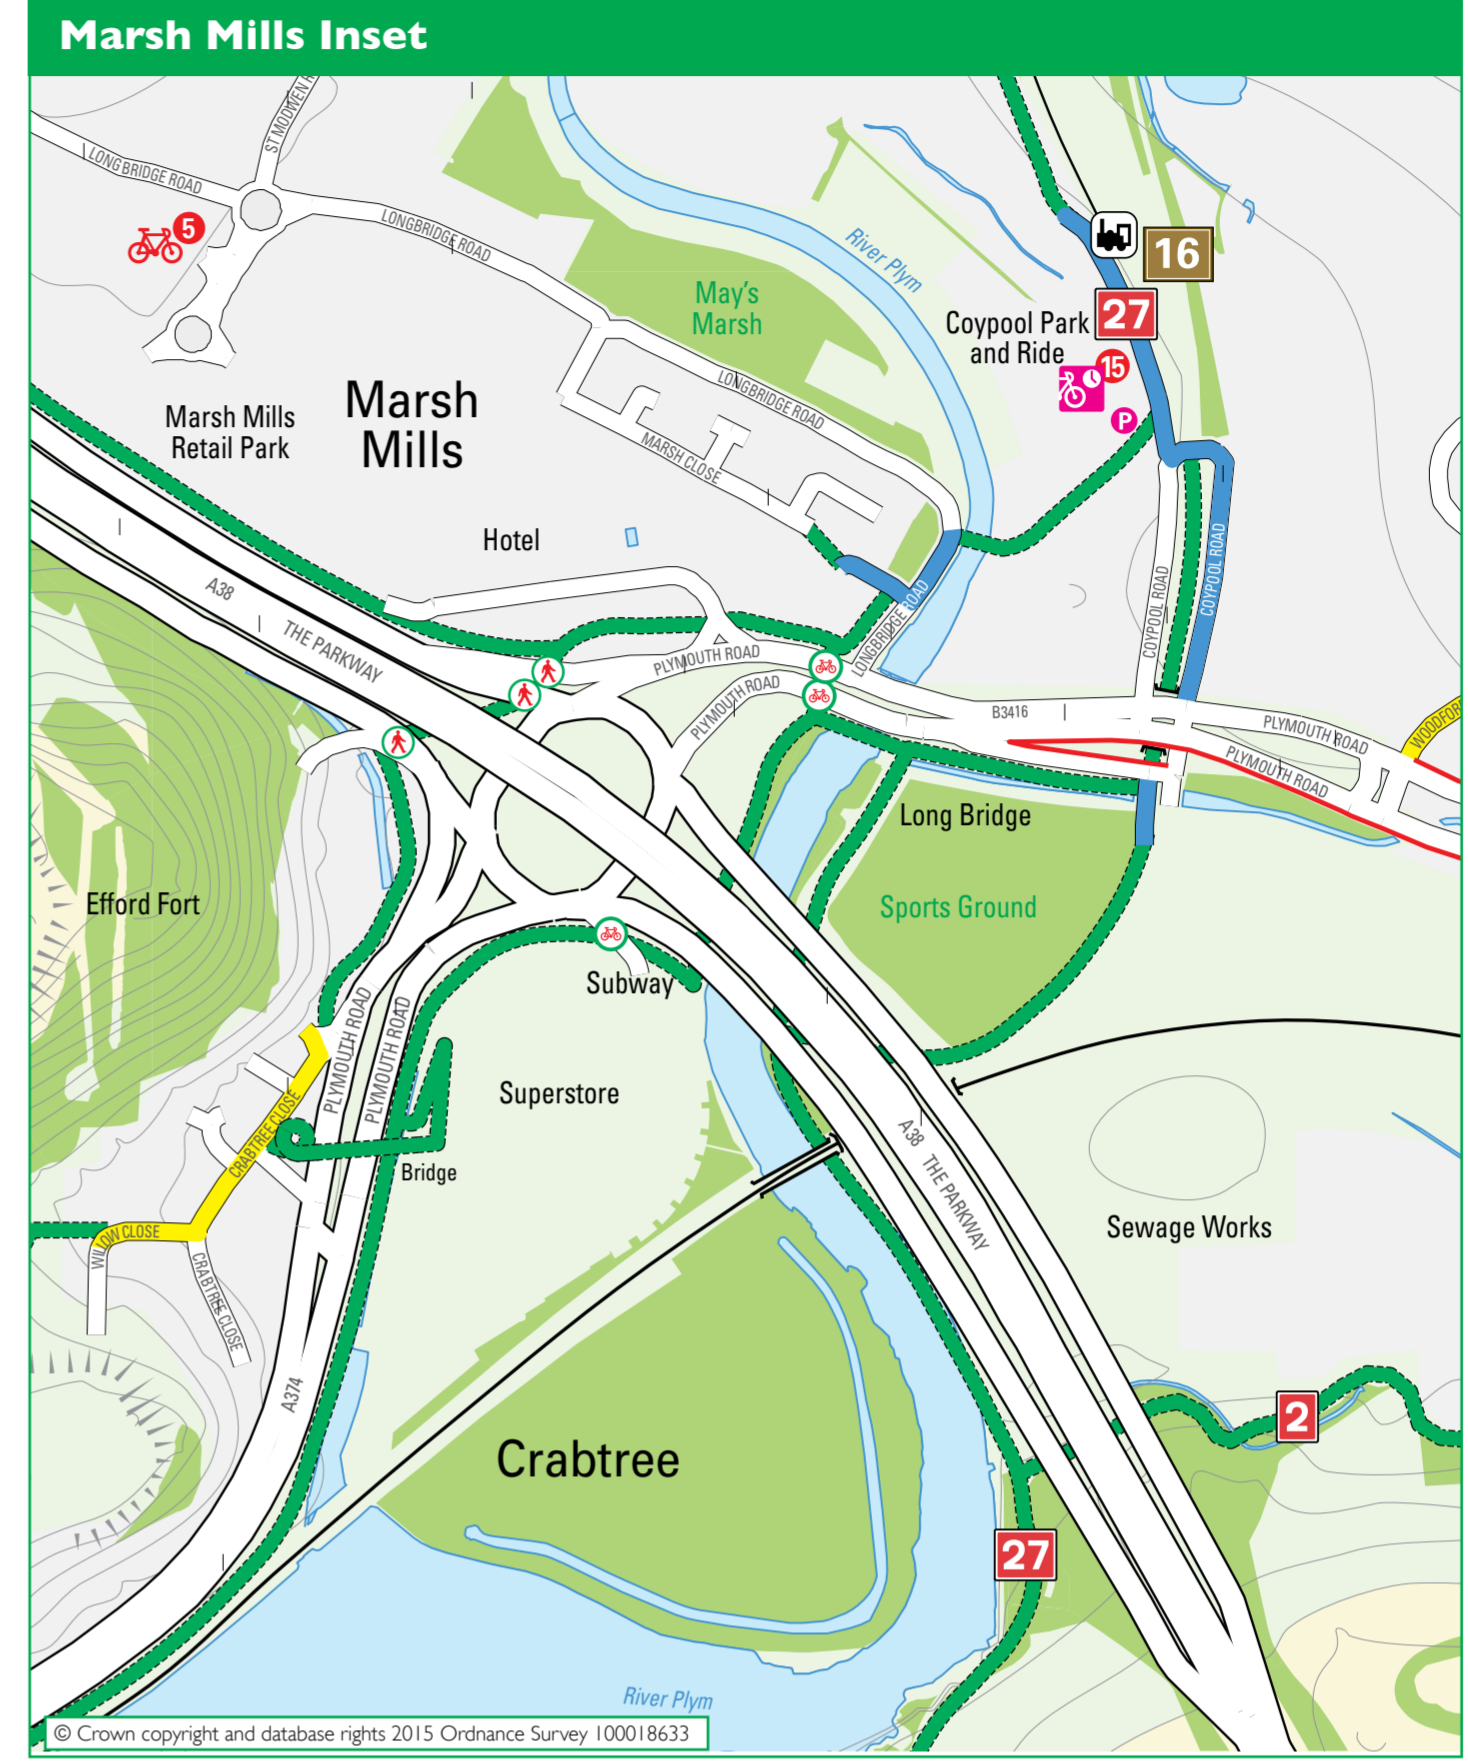 Marsh Mills Inset
ST MODWEN R
LONGBRIDGE ROAD
5
LONGBRIDGE ROAD
River Plym
16
27
May's
Marsh
Coypool Park
and Ride
15
P
LONGBRIDGE ROAD
Marsh
Mills
Marsh Mills
Retail Park
MARSH CLOSE
Hotel
COYPOOL ROAD
COYPOOL ROAD
A38
THE PARKWAY
LONGBRIDGE ROAD
PLYMOUTH ROAD
PLYMOUTH ROAD
B3416
PLYMOUTH ROAD
PLYMOUTH ROAD
WOODFOR
Long Bridge
Efford Fort
Sports Ground
Subway
PLYMOUTH ROAD
PLYMOUTH ROAD
Superstore
CRABTREE CLOSE
Bridge
A38 THE PARKWAY
Sewage Works
WILLOW CLOSE
CRABTREE CLOSE
A374
2
Crabtree
27
River Plym
© Crown copyright and database rights 2015 Ordnance Survey 100018633